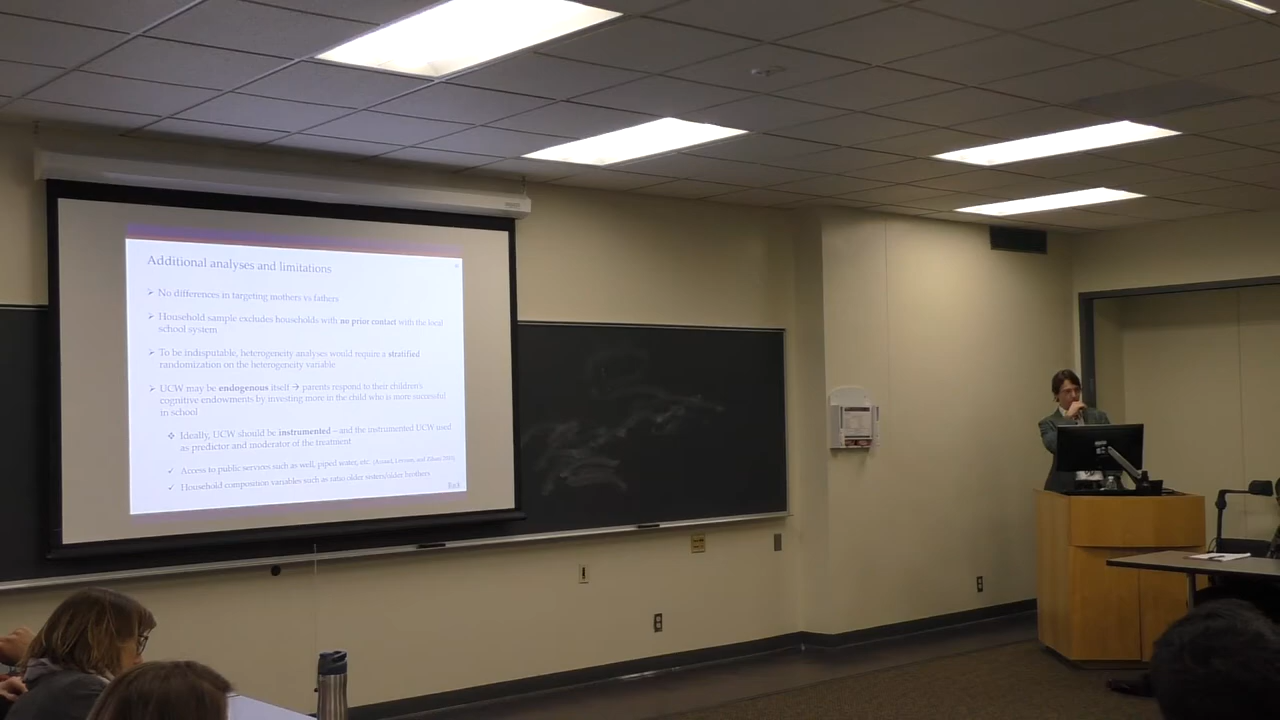 Additional analyses and limitations
➢ No differences in targeting mothers vs fathers
➢ Household sample excludes households with no prior contact with the local
school system
➢ To be indisputable, heterogeneity analyses would require a stratified
randomization on the heterogeneity variable
➢ UCW may be endogenous itself → parents respond to their children's
cognitive endowments by investing more in the child who is more successful
in school
❖ Ideally, UCW should be instrumented – and the instrumented UCW used
as predictor and moderator of the treatment
✓ Access to public services such as well, piped water, etc.
✓ Household composition variables such as ratio older sisters/older brothers
Back